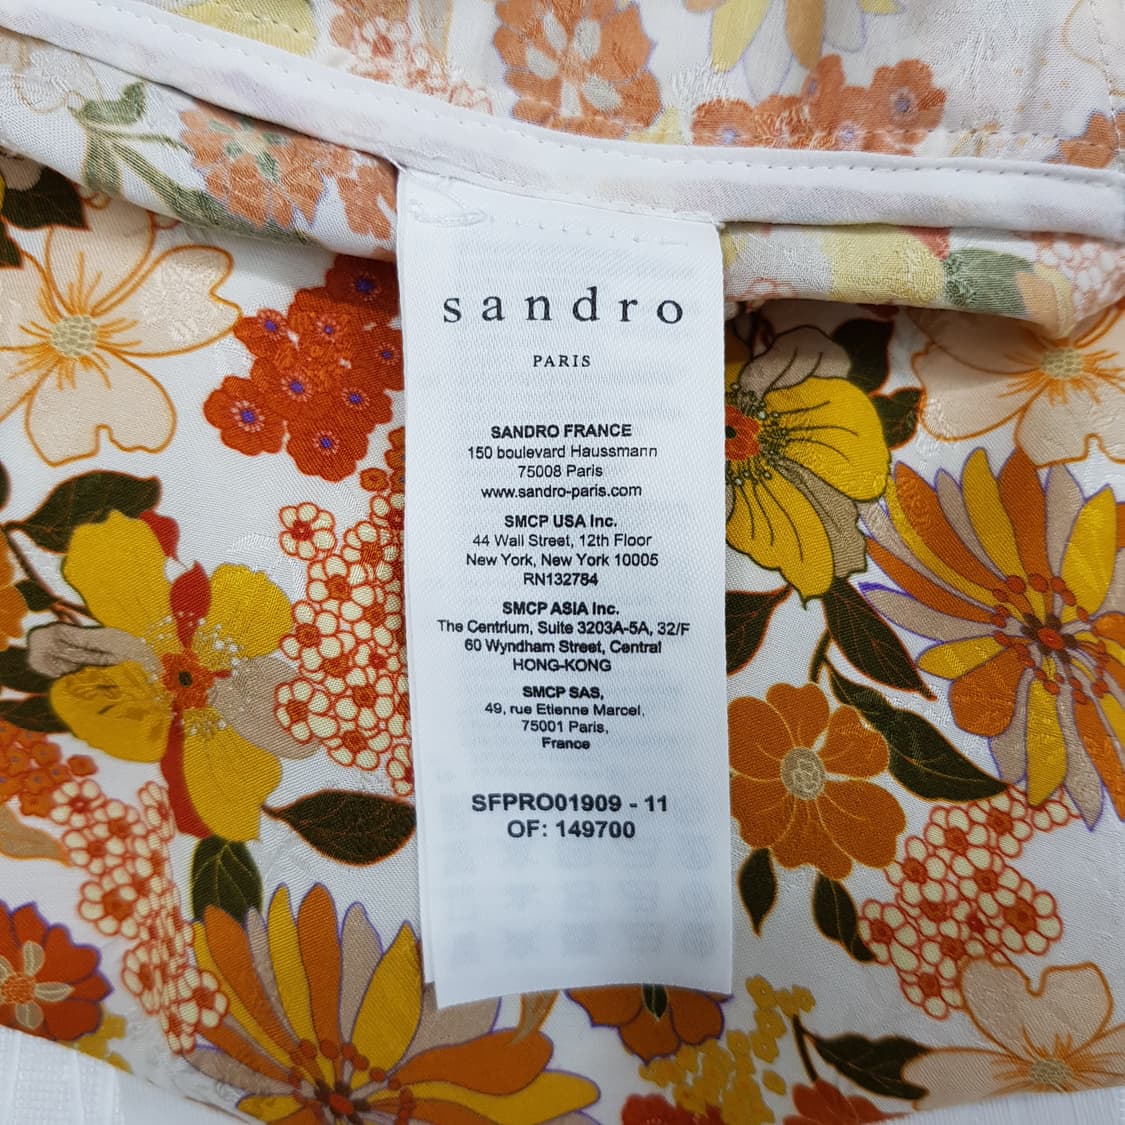 sandro
PARIS
SANDRO FRANCE
150 boulevard Haussmann
75008 Paris
www.sandro-paris.com
SMCP USA Inc.
44 Wall Street, 12th Floor
New York, New York 10005
RN132784
SMCP ASIA Inc.
The Centrium, Suite 3203A-5A, 32/F
60 Wyndham Street, Central
HONG-KONG
SMCP SAS,
49, rue Etienne Marcel,
75001 Paris,
France
SFPRO01909 - 11
OF: 149700